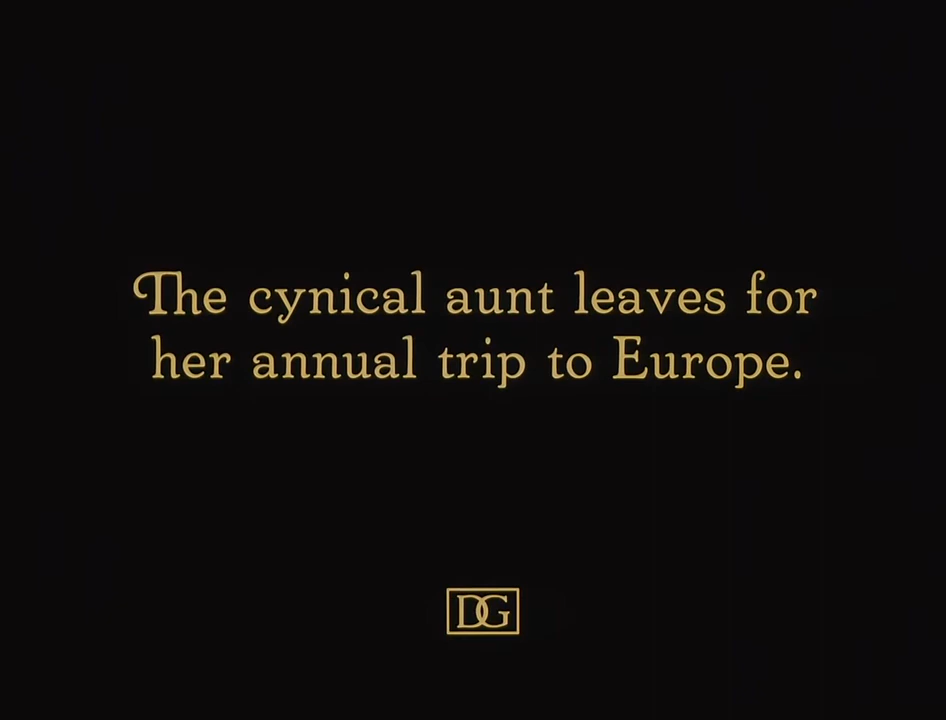 The cynical aunt leaves for
her annual trip to Europe.
DG